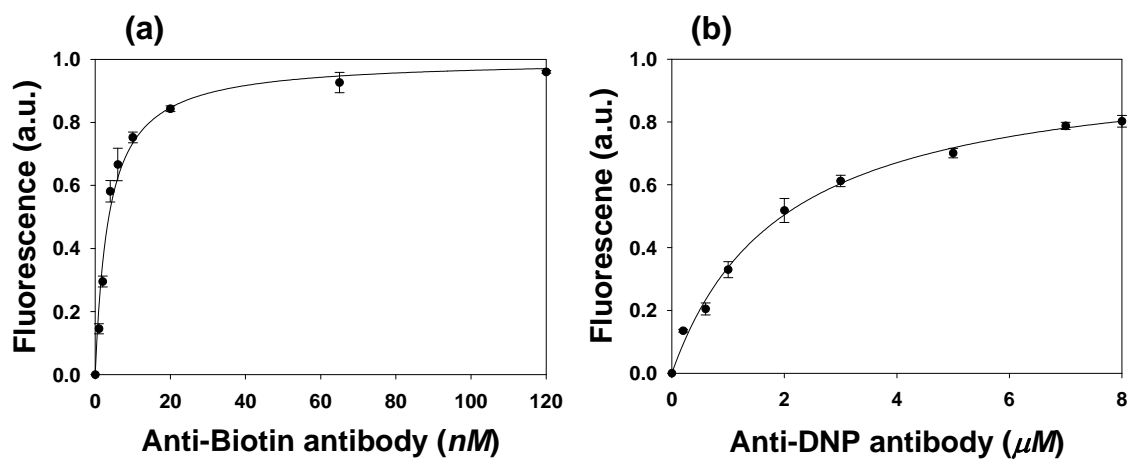 (a)
1.0
0.8
0.6
0.4
0.2
0.0
Fluorescence (a.u.)
0 20 40 60 80 100 120
Anti-Biotin antibody (nM)
(b)
1.0
0.8
0.6
0.4
0.2
0.0
Fluorescene (a.u.)
0 2 4 6 8
Anti-DNP antibody (μM)